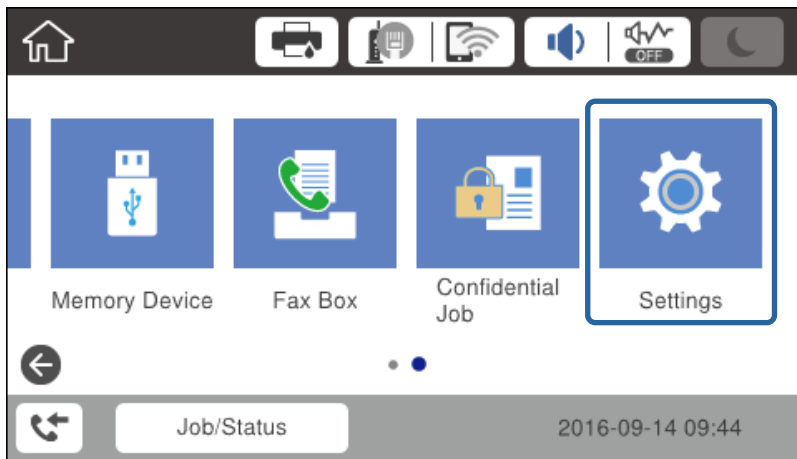 OFF
Memory Device
Fax Box
Confidential
Job
Settings
Job/Status
2016-09-14 09:44